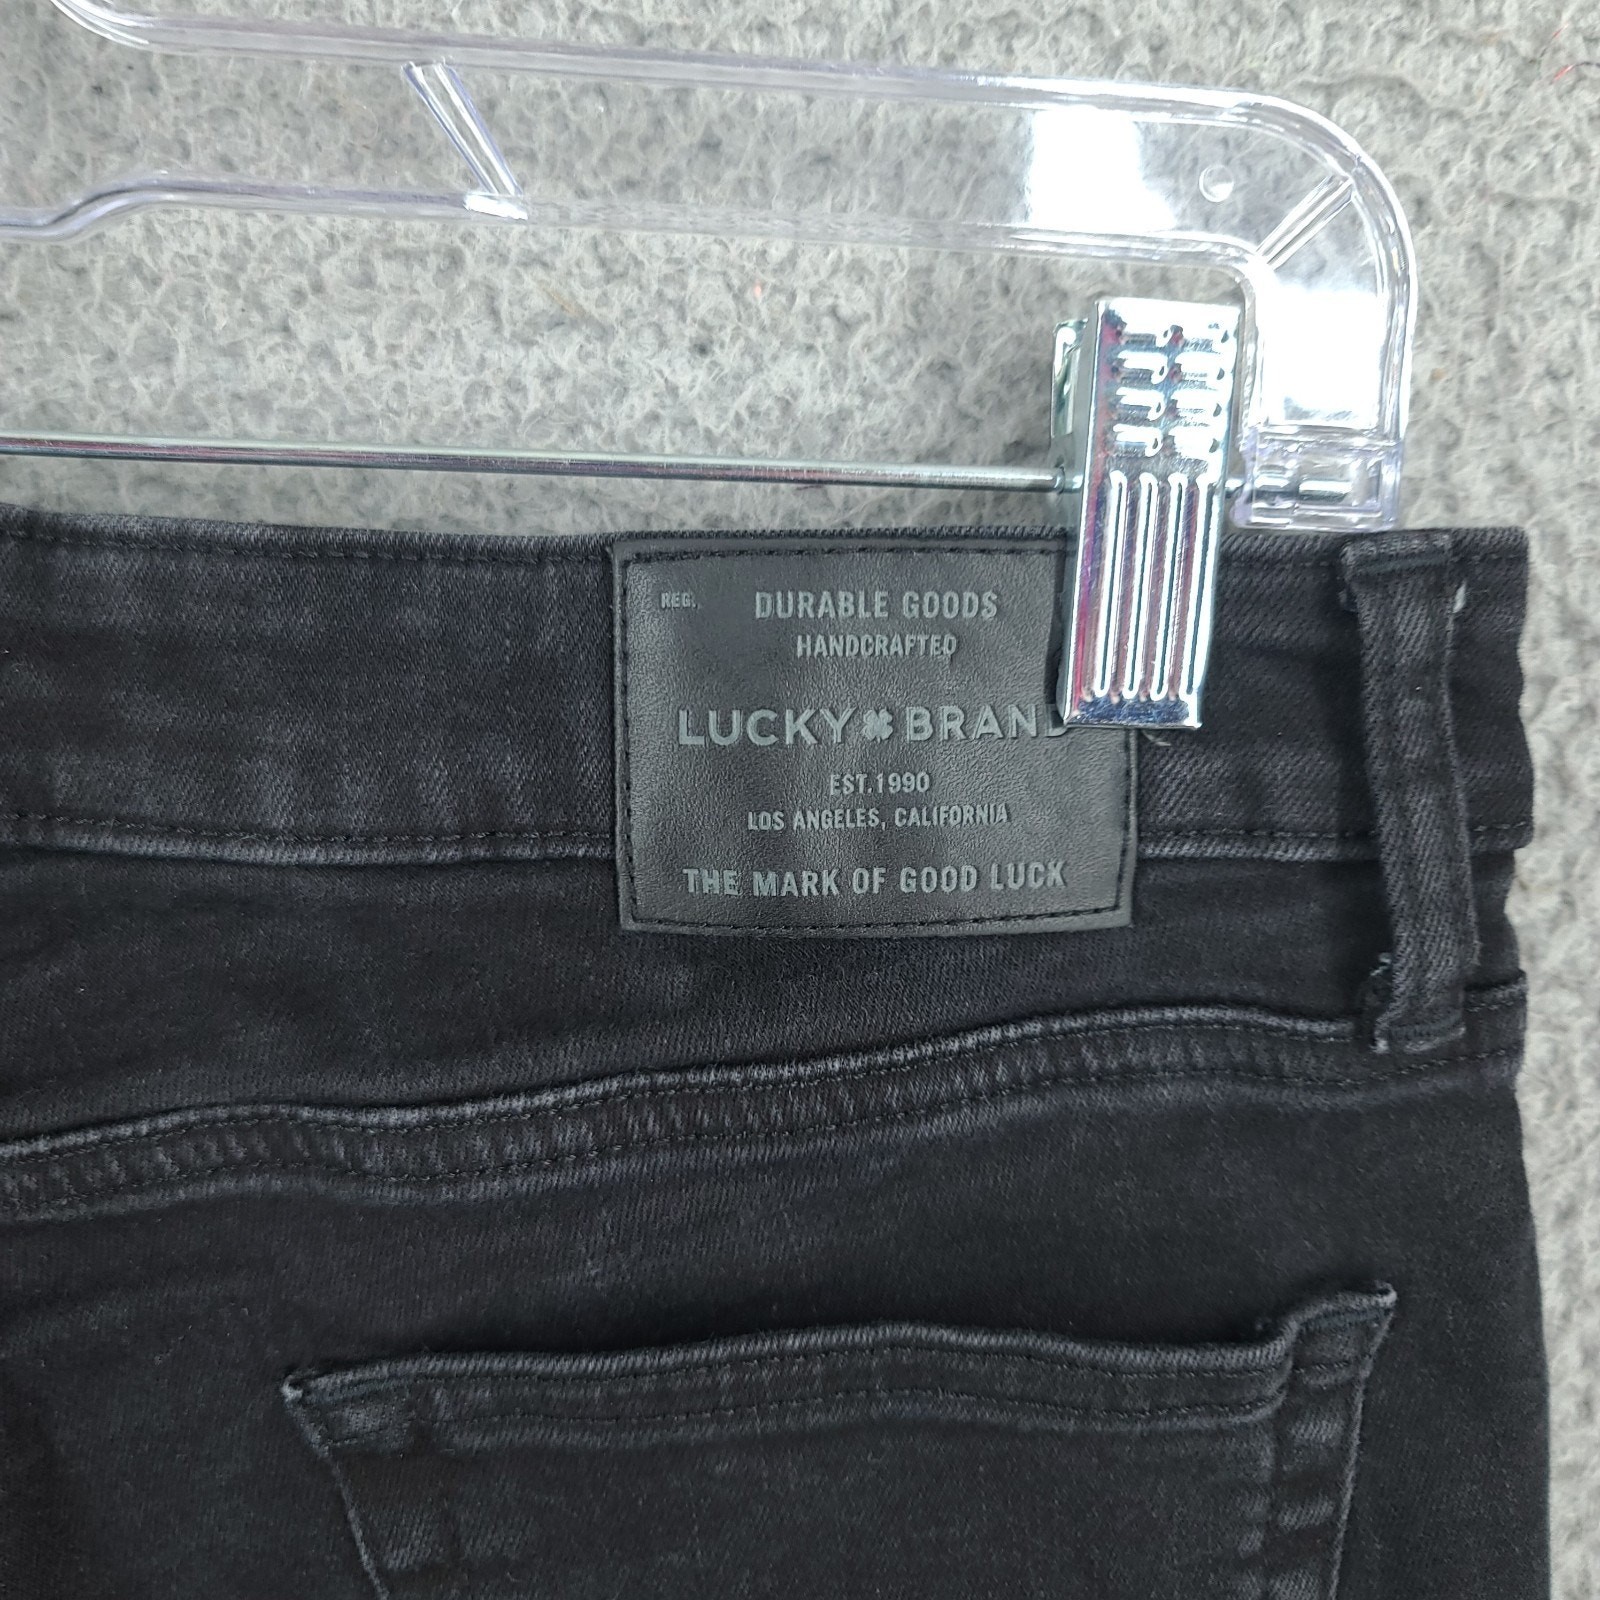 REG.
DURABLE GOODS
HANDCRAFTED
LUCKY BRAND
EST.1990
LOS ANGELES, CALIFORNIA
THE MARK OF GOOD LUCK